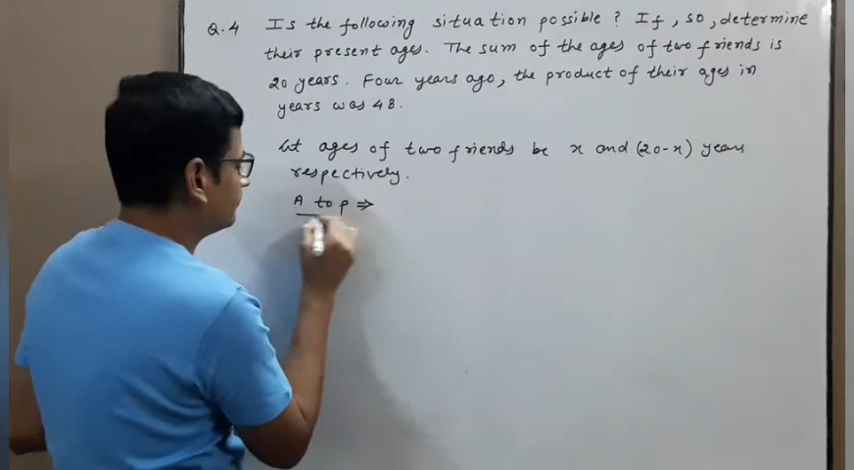 Q.4 Is the following situation possible ? If, so, determine
their present ages. The sum of the ages of two friends is
20 years. Four years ago, the product of their ages in
years was 48.
Let ages of two friends be x and (20-x) years
respectively.
A to p ⇒